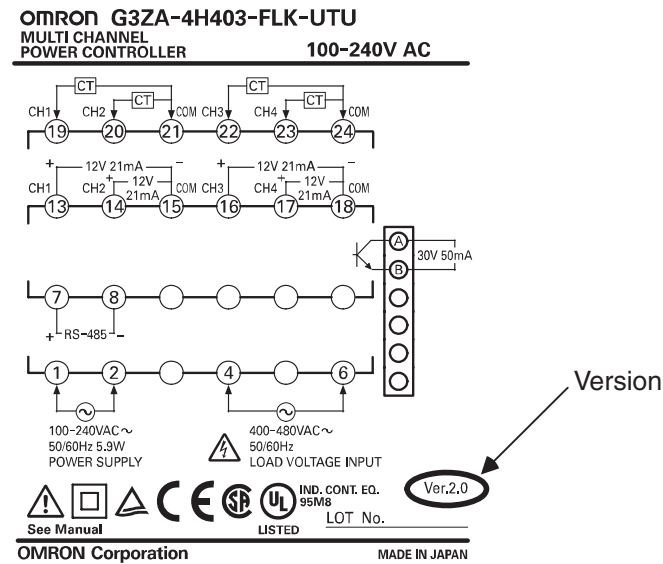 OMRON G3ZA-4H403-FLK-UTU
MULTI CHANNEL
POWER CONTROLLER 100-240V AC
CT CT
CH1 CH2 CT COM CH3 CH4 CT COM
19 20 21 22 23 24
+ 12V 21mA - + 12V 21mA -
CH1 CH2 + 12V 21mA COM CH3 CH4 + 12V 21mA COM
13 14 15 16 17 18
A
30V 50mA
B
7 8
+ RS-485 -
1 2 4 6
Version
100-240VAC~ 400-480VAC~
50/60Hz 5.9W 50/60Hz
POWER SUPPLY LOAD VOLTAGE INPUT
Ver.2.0
CE SA UL IND. CONT. EQ.
95M8
LOT No.
See Manual LISTED
OMRON Corporation MADE IN JAPAN